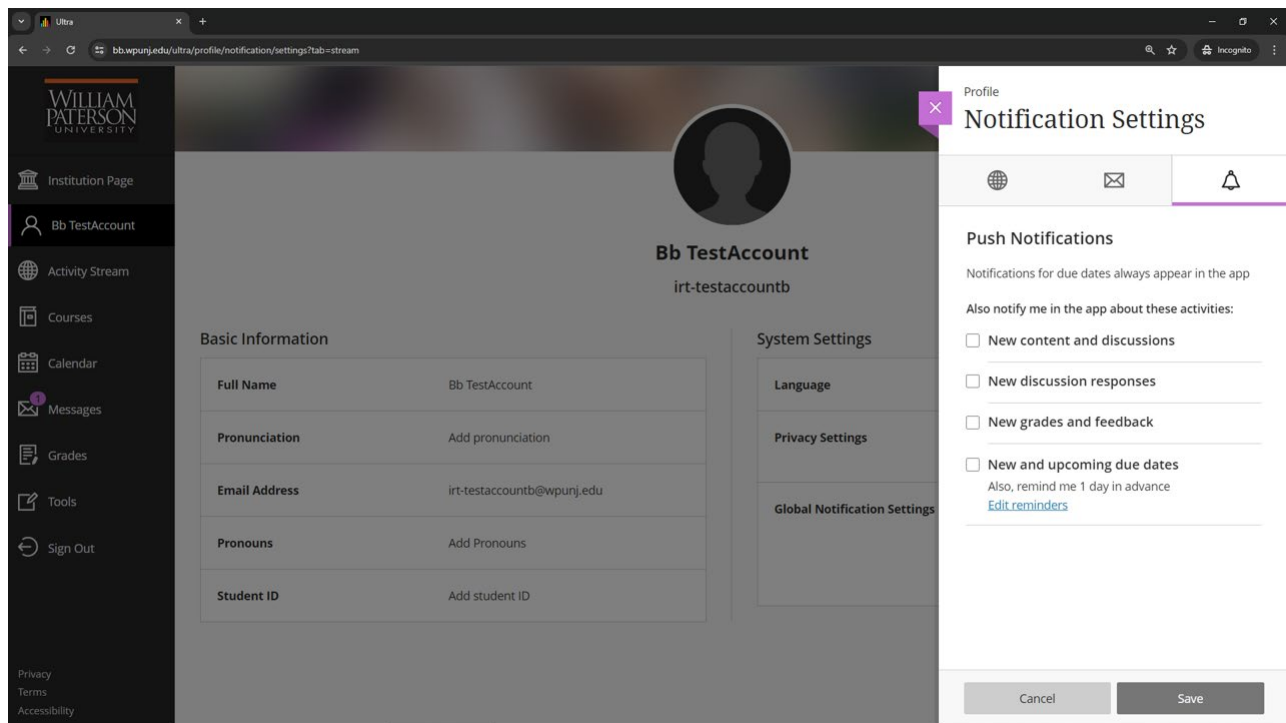 Ultra
bb.wpunj.edu/ultra/profile/notification/settings?tab=stream
Incognito
WILLIAM
PATERSON
UNIVERSITY
Institution Page
Bb TestAccount
Activity Stream
Courses
Calendar
1
Messages
Grades
Tools
Sign Out
Privacy
Terms
Accessibility
Bb TestAccount
irt-testaccountb
Basic Information
Full Name Bb TestAccount
Pronunciation Add pronunciation
Email Address irt-testaccountb@wpunj.edu
Pronouns Add Pronouns
Student ID Add student ID
System Settings
Language
Privacy Settings
Global Notification Settings
Profile
Notification Settings
Push Notifications
Notifications for due dates always appear in the app
Also notify me in the app about these activities:
New content and discussions
New discussion responses
New grades and feedback
New and upcoming due dates
Also, remind me 1 day in advance
Edit reminders
Cancel
Save